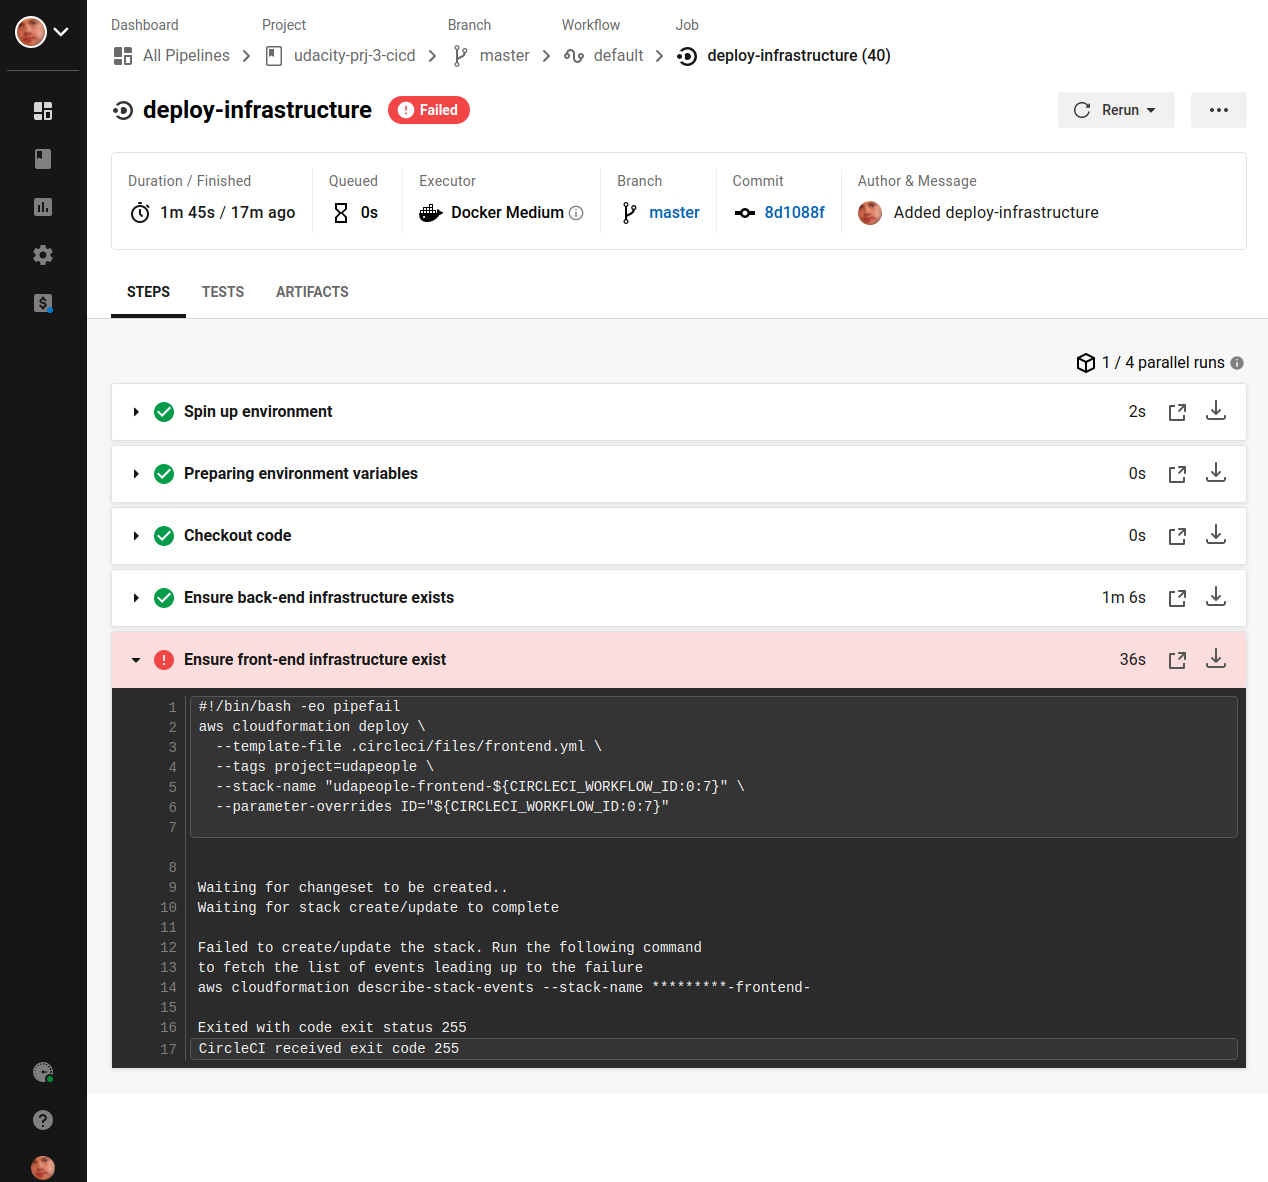 Dashboard Project Branch Workflow Job
All Pipelines udacity-prj-3-cicd master default deploy-infrastructure (40)
deploy-infrastructure Failed Rerun
Duration / Finished Queued Executor Branch Commit Author & Message
1m 45s / 17m ago 0s Docker Medium master 8d1088f Added deploy-infrastructure
STEPS TESTS ARTIFACTS
1 / 4 parallel runs
Spin up environment 2s
Preparing environment variables 0s
Checkout code 0s
Ensure back-end infrastructure exists 1m 6s
Ensure front-end infrastructure exist 36s
1 #!/bin/bash -eo pipefail
2 aws cloudformation deploy \
3 --template-file .circleci/files/frontend.yml \
4 --tags project=udapeople \
5 --stack-name "udapeople-frontend-${CIRCLECI_WORKFLOW_ID:0:7}" \
6 --parameter-overrides ID="${CIRCLECI_WORKFLOW_ID:0:7}"
7
8
9 Waiting for changeset to be created..
10 Waiting for stack create/update to complete
11
12 Failed to create/update the stack. Run the following command
13 to fetch the list of events leading up to the failure
14 aws cloudformation describe-stack-events --stack-name *********-frontend-
15
16 Exited with code exit status 255
17 CircleCI received exit code 255